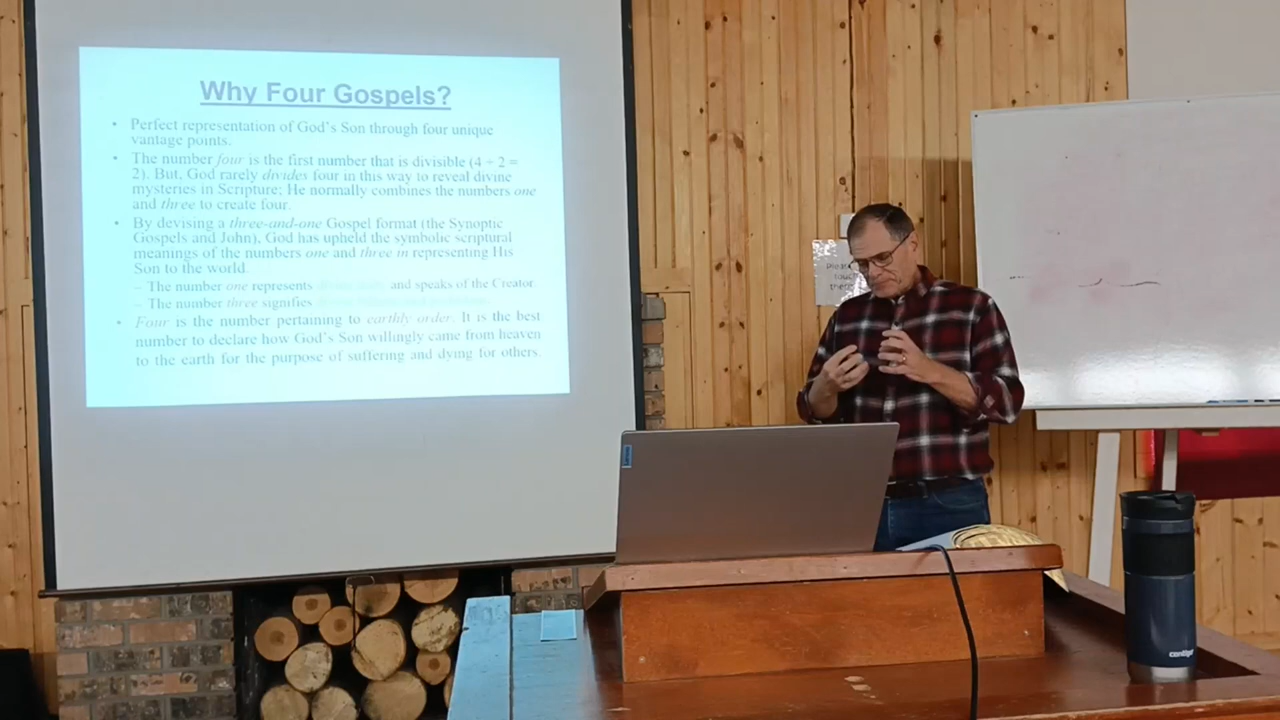 Why Four Gospels?
• Perfect representation of God's Son through four unique
vantage points.
• The number four is the first number that is divisible (4 ÷ 2 =
2). But, God rarely divides four in this way to reveal divine
mysteries in Scripture; He normally combines the numbers one
and three to create four.
• By devising a three-and-one Gospel format (the Synoptic
Gospels and John), God has upheld the symbolic scriptural
meanings of the numbers one and three in representing His
Son to the world.
– The number one represents and speaks of the Creator.
– The number three signifies
• Four is the number pertaining to earthly order. It is the best
number to declare how God's Son willingly came from heaven
to the earth for the purpose of suffering and dying for others.
Lenovo
contigo